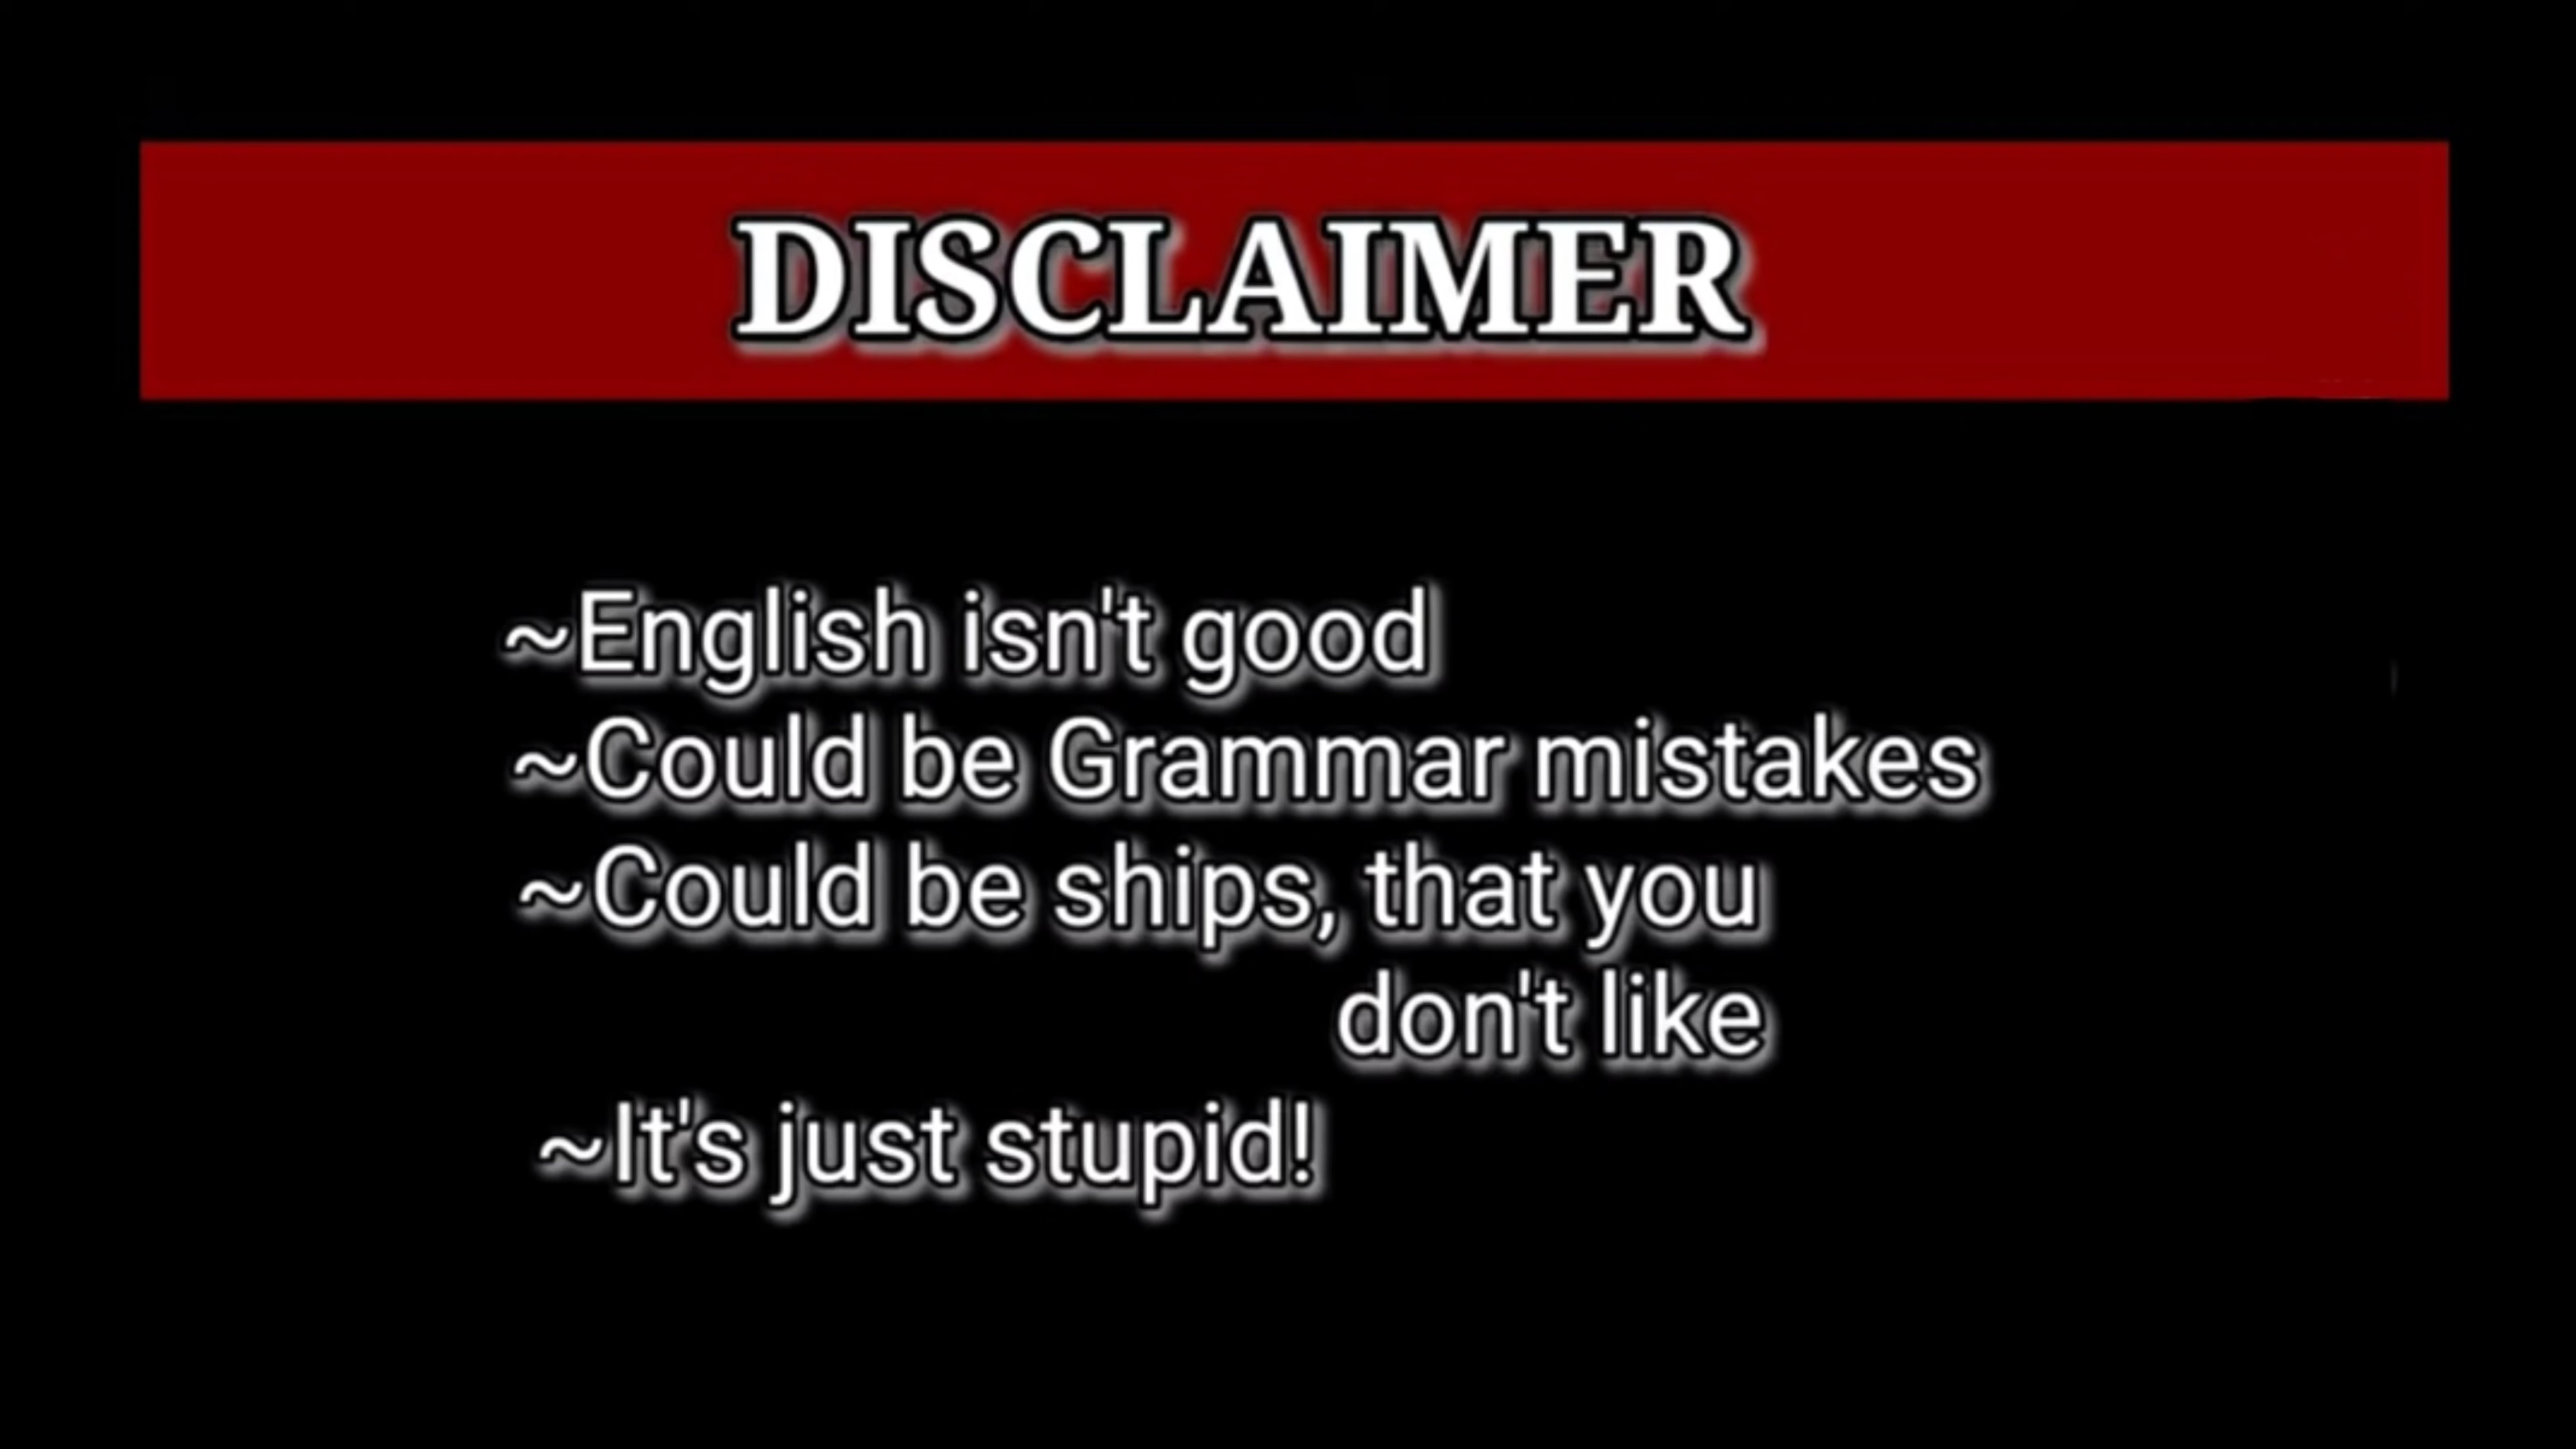 DISCLAIMER
~English isn't good
~Could be Grammar mistakes
~Could be ships, that you
don't like
~It's just stupid!